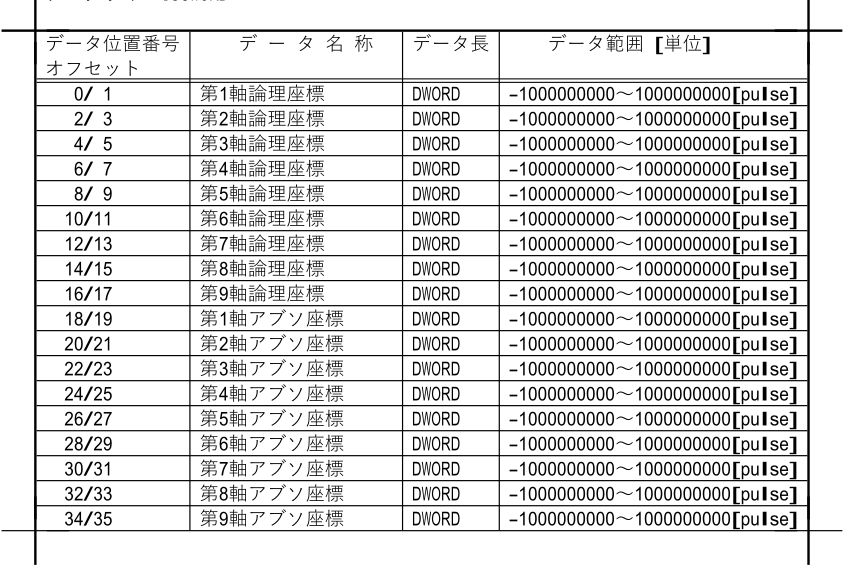 データ位置番号 データ名称 データ長 データ範囲 [単位]
オフセット
0/ 1 第1軸論理座標 DWORD -1000000000～1000000000[pulse]
2/ 3 第2軸論理座標 DWORD -1000000000～1000000000[pulse]
4/ 5 第3軸論理座標 DWORD -1000000000～1000000000[pulse]
6/ 7 第4軸論理座標 DWORD -1000000000～1000000000[pulse]
8/ 9 第5軸論理座標 DWORD -1000000000～1000000000[pulse]
10/11 第6軸論理座標 DWORD -1000000000～1000000000[pulse]
12/13 第7軸論理座標 DWORD -1000000000～1000000000[pulse]
14/15 第8軸論理座標 DWORD -1000000000～1000000000[pulse]
16/17 第9軸論理座標 DWORD -1000000000～1000000000[pulse]
18/19 第1軸アブソ座標 DWORD -1000000000～1000000000[pulse]
20/21 第2軸アブソ座標 DWORD -1000000000～1000000000[pulse]
22/23 第3軸アブソ座標 DWORD -1000000000～1000000000[pulse]
24/25 第4軸アブソ座標 DWORD -1000000000～1000000000[pulse]
26/27 第5軸アブソ座標 DWORD -1000000000～1000000000[pulse]
28/29 第6軸アブソ座標 DWORD -1000000000～1000000000[pulse]
30/31 第7軸アブソ座標 DWORD -1000000000～1000000000[pulse]
32/33 第8軸アブソ座標 DWORD -1000000000～1000000000[pulse]
34/35 第9軸アブソ座標 DWORD -1000000000～1000000000[pulse]